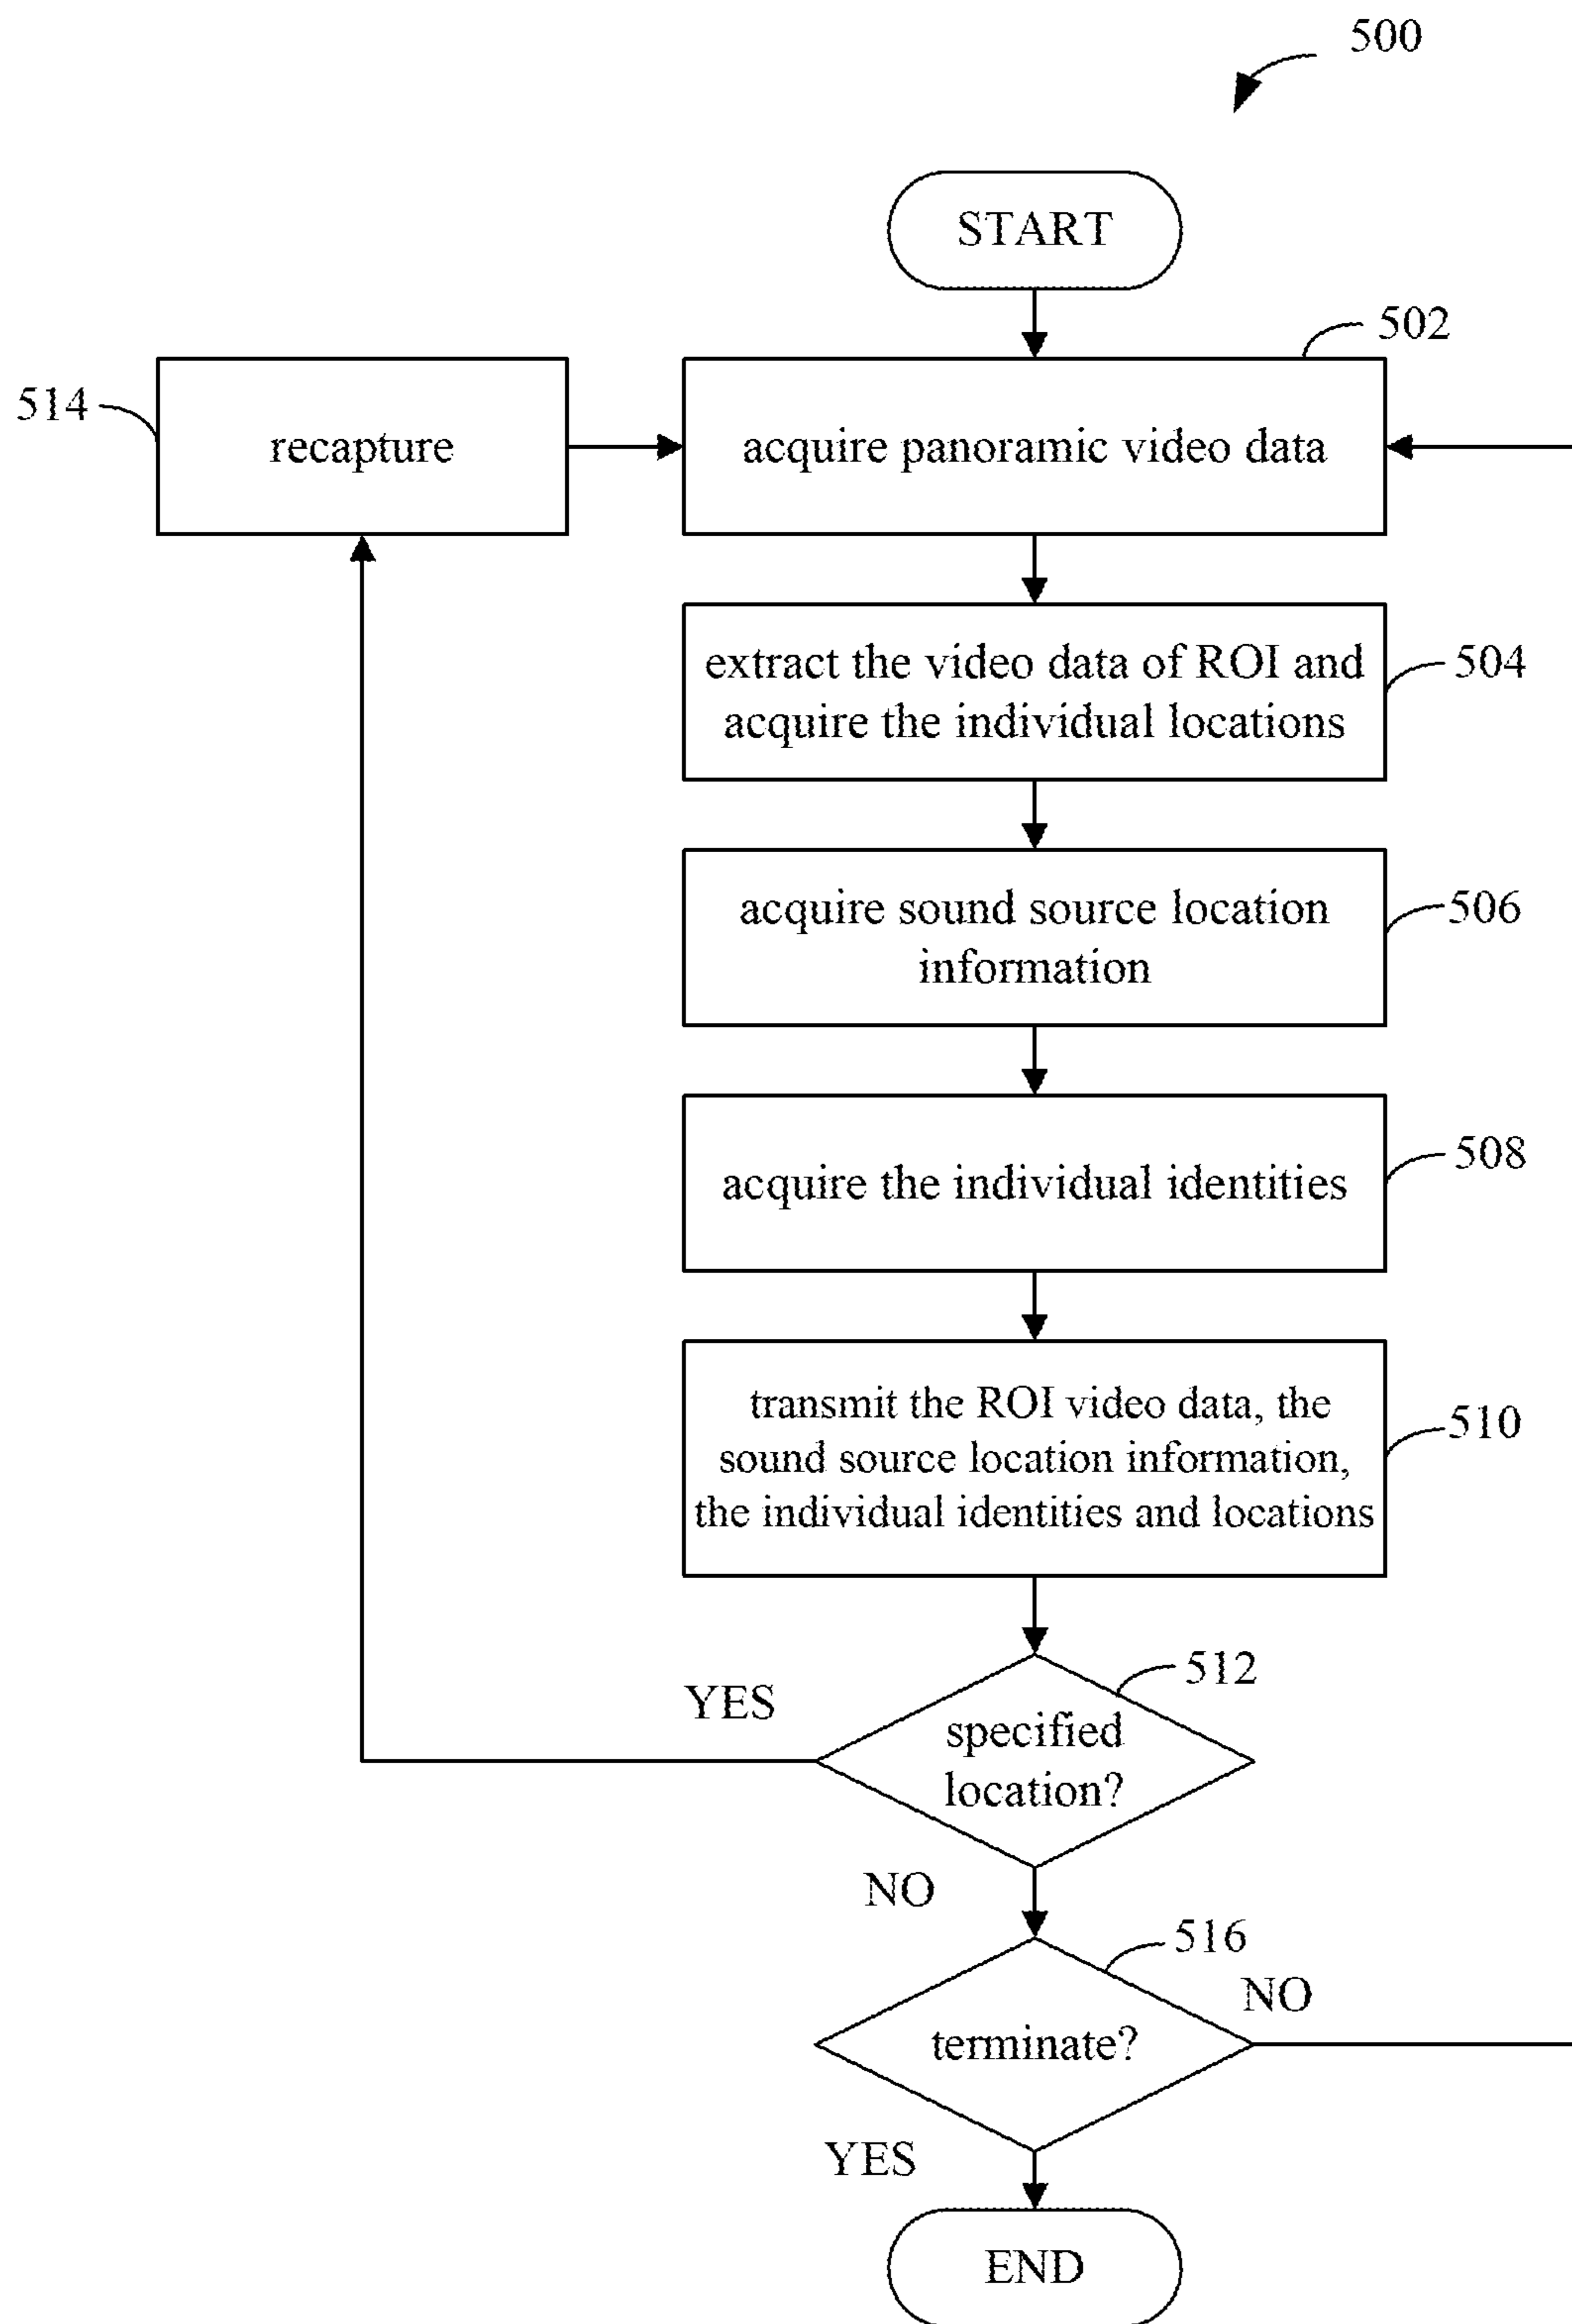 500
START
502
514
recapture
acquire panoramic video data
extract the video data of ROI and
acquire the individual locations
504
acquire sound source location
information
506
acquire the individual identities
508
transmit the ROI video data, the
sound source location information,
the individual identities and locations
510
512
YES
specified
location?
NO
516
NO
terminate?
YES
END